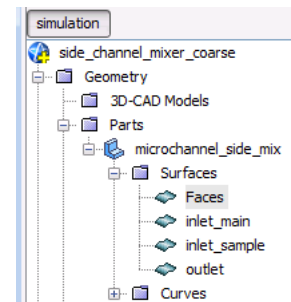 simulation
side_channel_mixer_coarse
Geometry
3D-CAD Models
Parts
microchannel_side_mix
Surfaces
Faces
inlet_main
inlet_sample
outlet
Curves